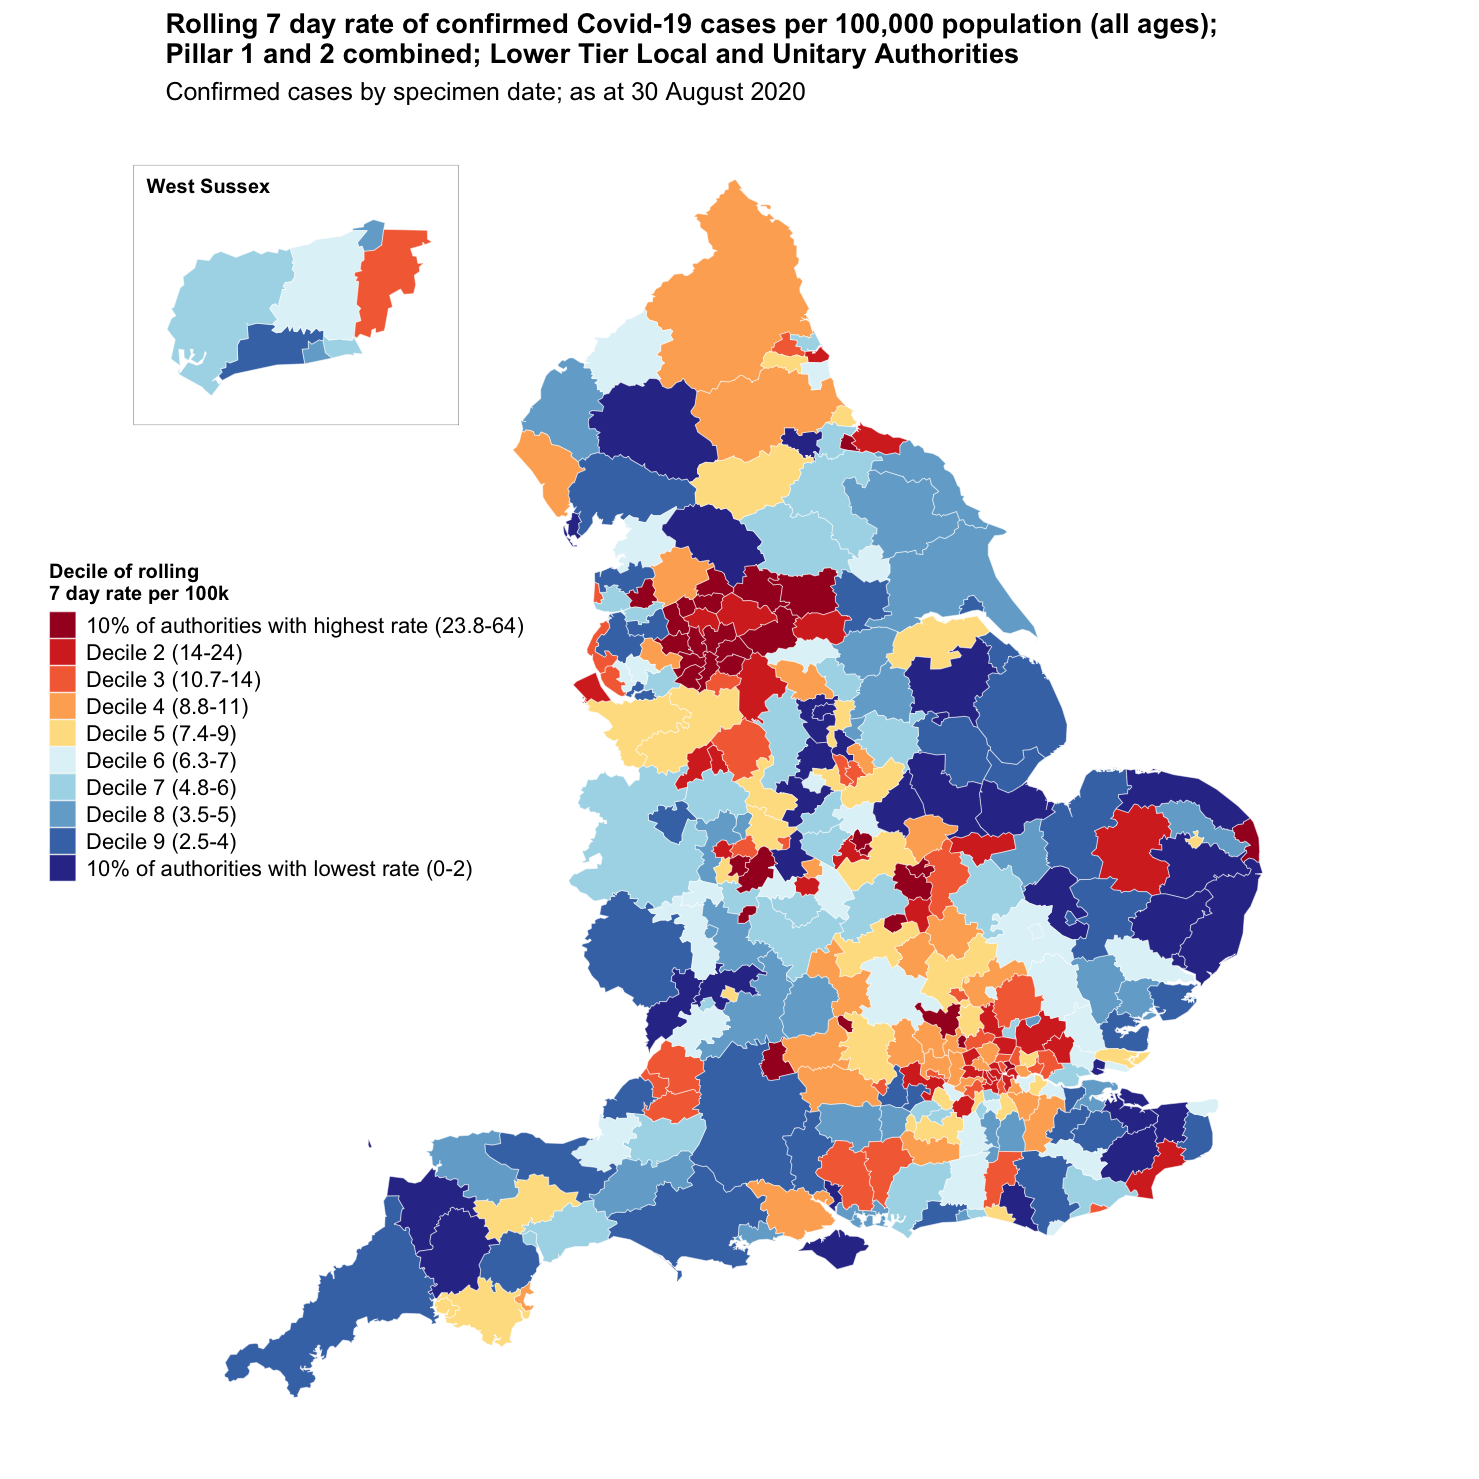 Rolling 7 day rate of confirmed Covid-19 cases per 100,000 population (all ages);
Pillar 1 and 2 combined; Lower Tier Local and Unitary Authorities
Confirmed cases by specimen date; as at 30 August 2020
West Sussex
Decile of rolling
7 day rate per 100k
10% of authorities with highest rate (23.8-64)
Decile 2 (14-24)
Decile 3 (10.7-14)
Decile 4 (8.8-11)
Decile 5 (7.4-9)
Decile 6 (6.3-7)
Decile 7 (4.8-6)
Decile 8 (3.5-5)
Decile 9 (2.5-4)
10% of authorities with lowest rate (0-2)